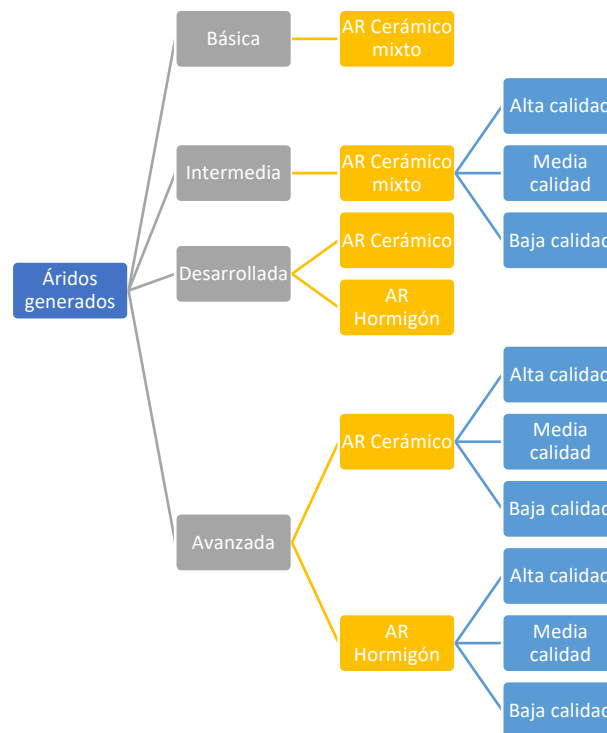 Áridos
generados
Básica
AR Cerámico
mixto
Intermedia
AR Cerámico
mixto
Alta calidad
Media
calidad
Baja calidad
Desarrollada
AR Cerámico
AR
Hormigón
Avanzada
AR Cerámico
Alta calidad
Media
calidad
Baja calidad
AR
Hormigón
Alta calidad
Media
calidad
Baja calidad